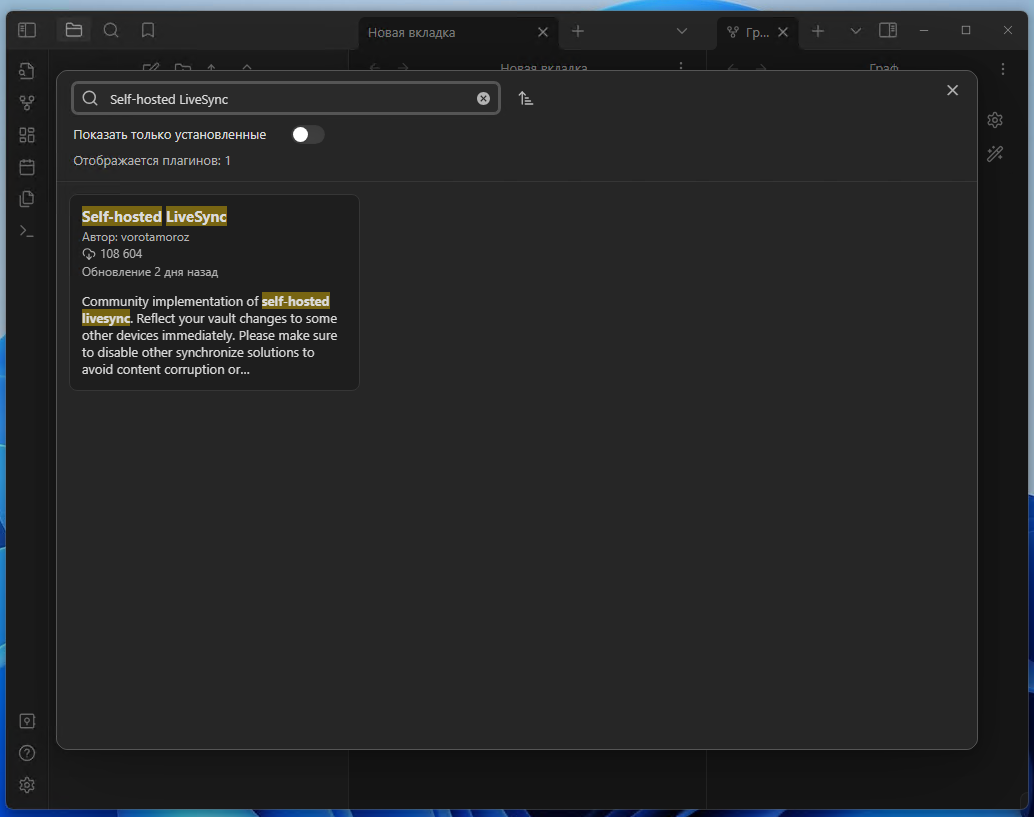 Новая вкладка
Гр...
Новая вкладка
Граф
Self-hosted LiveSync
Показать только установленные
Отображается плагинов: 1
Self-hosted LiveSync
Автор: vorotamoroz
108 604
Обновление 2 дня назад
Community implementation of self-hosted
livesync. Reflect your vault changes to some
other devices immediately. Please make sure
to disable other synchronize solutions to
avoid content corruption or...